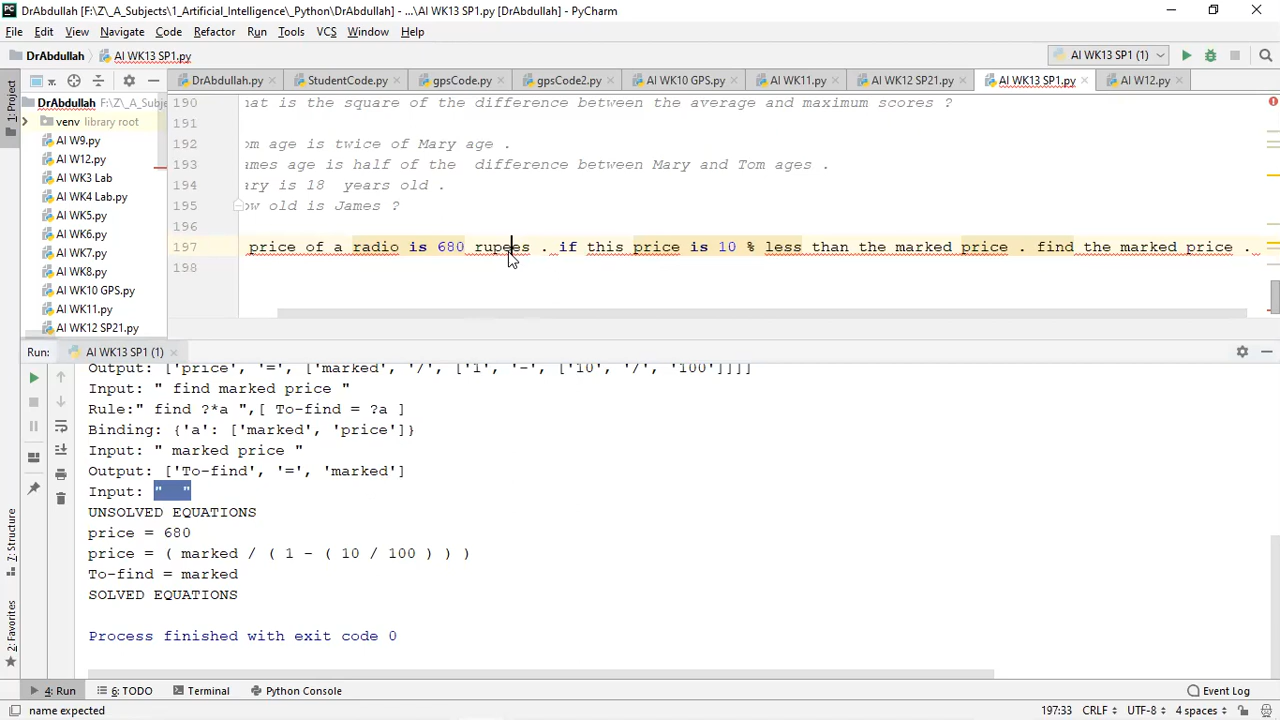 DrAbdullah [F:\Z\_A_Subjects\1_Artificial_Intelligence\_Python\DrAbdullah] - ...\AI WK13 SP1.py [DrAbdullah] - PyCharm
File Edit View Navigate Code Refactor Run Tools VCS Window Help
DrAbdullah AI WK13 SP1.py AI WK13 SP1 (1)
DrAbdullah.py StudentCode.py gpsCode.py gpsCode2.py AI WK10 GPS.py AI WK11.py AI WK12 SP21.py AI WK13 SP1.py AI W12.py
1: Project
DrAbdullah F:\Z\_A_Subje
venv library root
AI W9.py
AI W12.py
AI WK3 Lab
AI WK4 Lab.py
AI WK5.py
AI WK6.py
AI WK7.py
AI WK8.py
AI WK10 GPS.py
AI WK11.py
AI WK12 SP21.py
190 hat is the square of the difference between the average and maximum scores ?
191
192 om age is twice of Mary age .
193 ames age is half of the difference between Mary and Tom ages .
194 ary is 18 years old .
195 ow old is James ?
196
197 price of a radio is 680 rupees . if this price is 10 % less than the marked price . find the marked price .
198
Run: AI WK13 SP1 (1)
Output: ['price', '=', ['marked', '/', ['1', '-', ['10', '/', '100']]]]
Input: " find marked price "
Rule:" find ?*a ",[ To-find = ?a ]
Binding: {'a': ['marked', 'price']}
Input: " marked price "
Output: ['To-find', '=', 'marked']
Input: "   "
UNSOLVED EQUATIONS
price = 680
price = ( marked / ( 1 - ( 10 / 100 ) ) )
To-find = marked
SOLVED EQUATIONS
Process finished with exit code 0
7: Structure
2: Favorites
4: Run 6: TODO Terminal Python Console Event Log
name expected 197:33 CRLF UTF-8 4 spaces